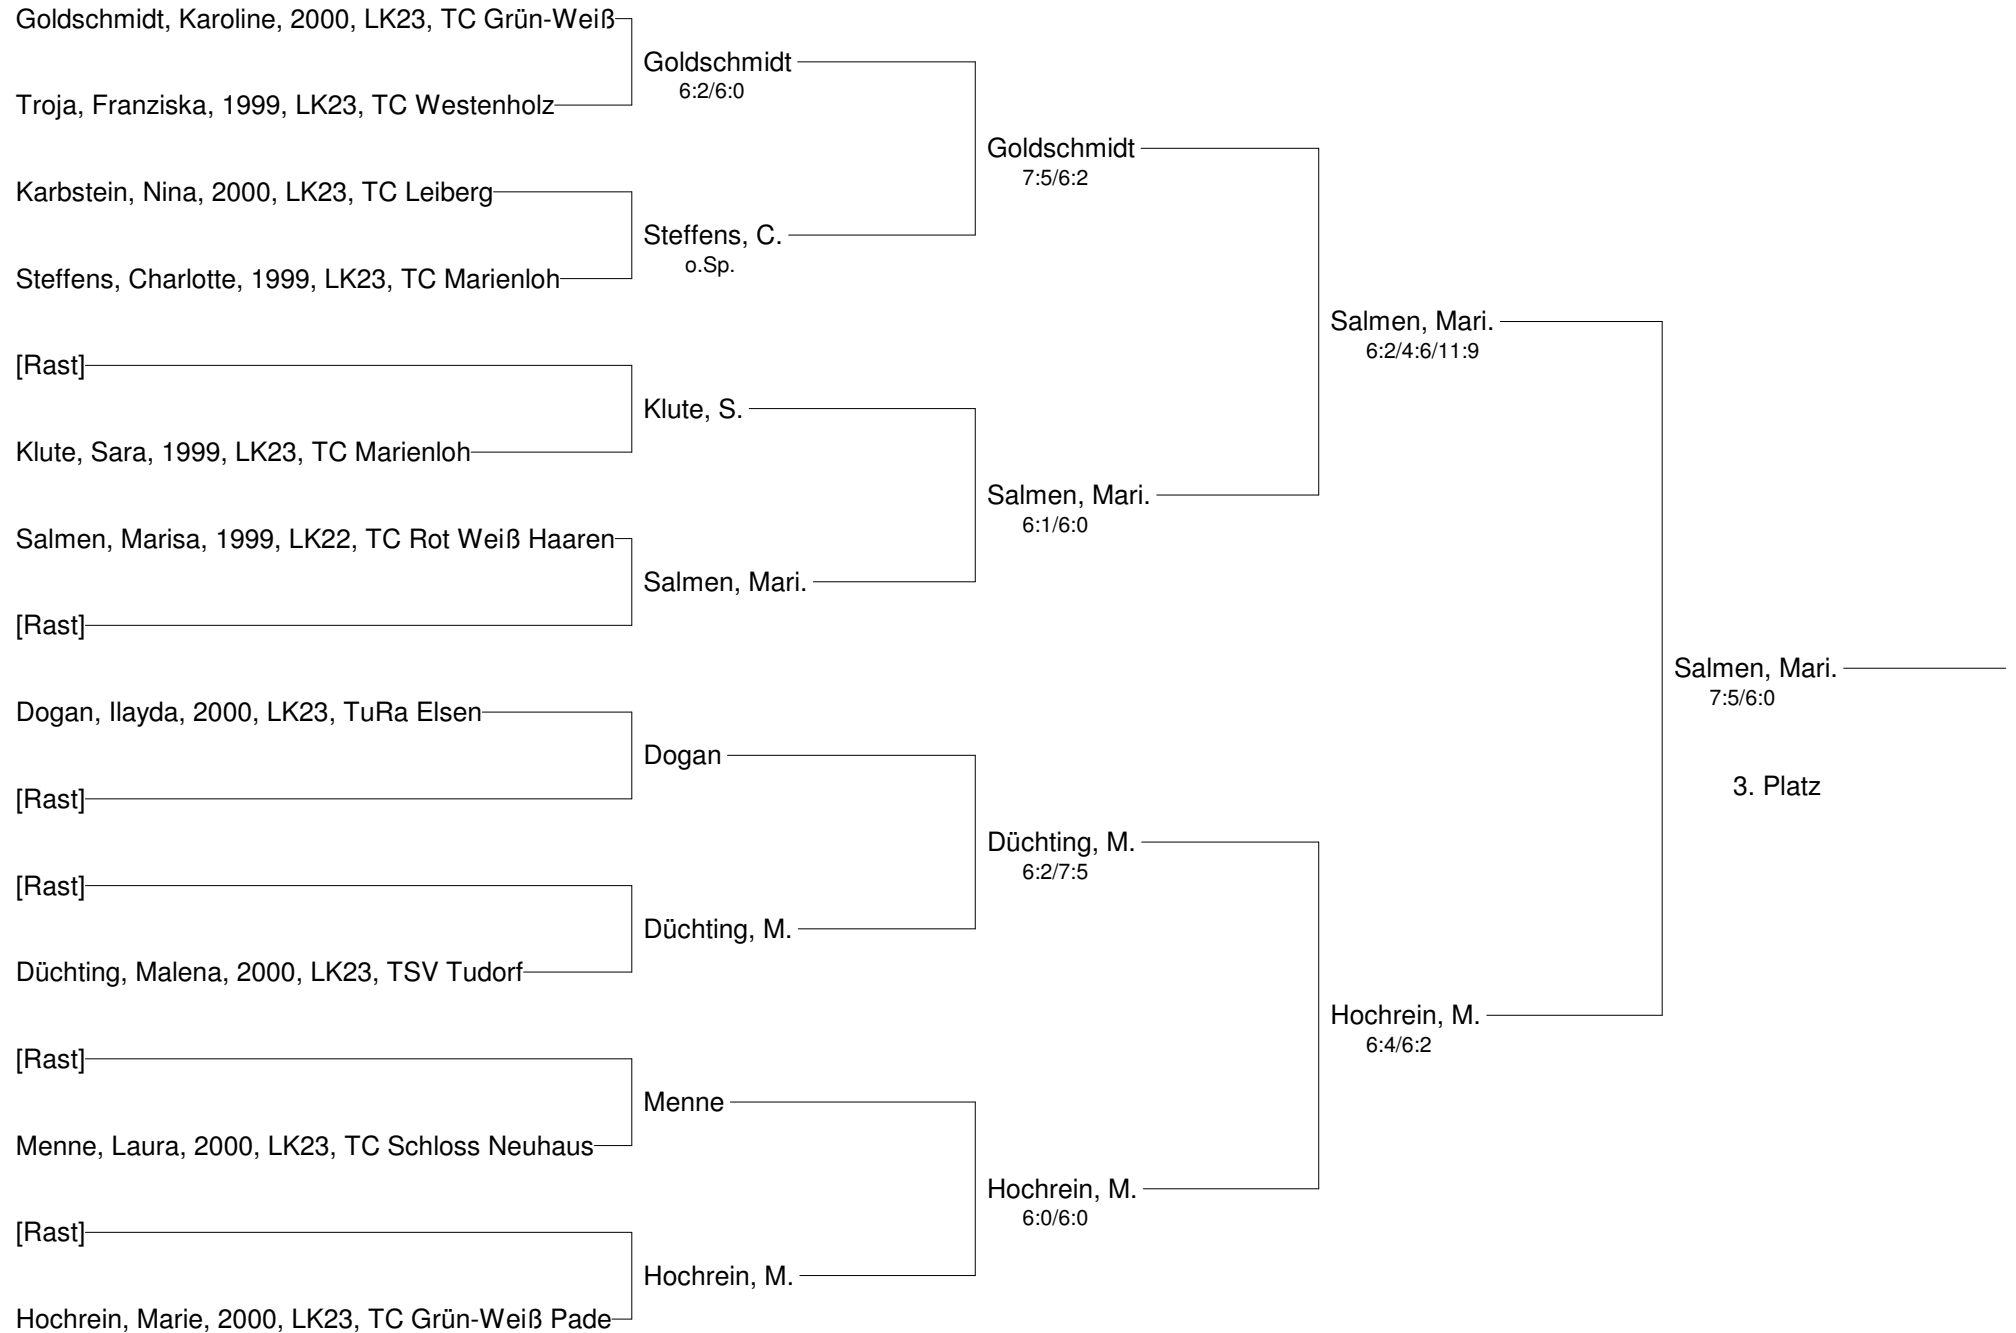 Goldschmidt, Karoline, 2000, LK23, TC Grün-Weiß
Troja, Franziska, 1999, LK23, TC Westenholz
Karbstein, Nina, 2000, LK23, TC Leiberg
Steffens, Charlotte, 1999, LK23, TC Marienloh
[Rast]
Klute, Sara, 1999, LK23, TC Marienloh
Salmen, Marisa, 1999, LK22, TC Rot Weiß Haaren
[Rast]
Dogan, Ilayda, 2000, LK23, TuRa Elsen
[Rast]
[Rast]
Düchting, Malena, 2000, LK23, TSV Tudorf
[Rast]
Menne, Laura, 2000, LK23, TC Schloss Neuhaus
[Rast]
Hochrein, Marie, 2000, LK23, TC Grün-Weiß Pade
Goldschmidt
6:2/6:0
Steffens, C.
o.Sp.
Klute, S.
Salmen, Mari.
Dogan
Düchting, M.
Menne
Hochrein, M.
Goldschmidt
7:5/6:2
Salmen, Mari.
6:1/6:0
Düchting, M.
6:2/7:5
Hochrein, M.
6:0/6:0
Salmen, Mari.
6:2/4:6/11:9
Hochrein, M.
6:4/6:2
Salmen, Mari.
7:5/6:0
3. Platz